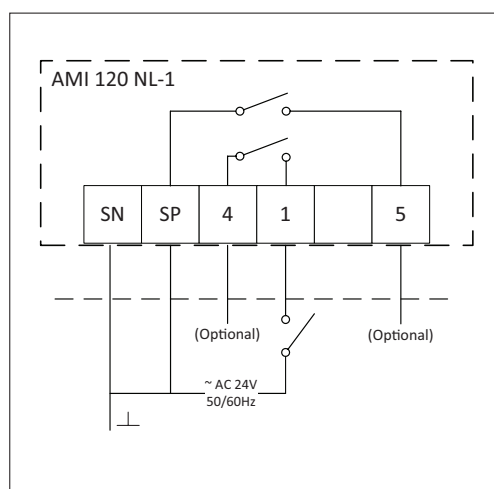 AMI 120 NL-1
SN SP 4 1 5
(Optional) (Optional)
~ AC 24V
50/60Hz